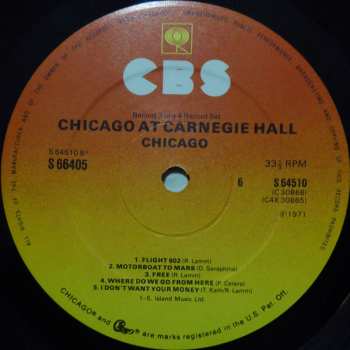 CBS
Record 3 of a 4 Record Set
CHICAGO AT CARNEGIE HALL
CHICAGO
S 64510 B
S 66405
33⅓ RPM
6
S 64510
(C 30868)
(C4X 30865)
℗ 1971
1. FLIGHT 602 (R. Lamm)
2. MOTORBOAT TO MARS (D. Seraphine)
3. FREE (R. Lamm)
4. WHERE DO WE GO FROM HERE (P. Cetera)
5. I DON'T WANT YOUR MONEY (T. Kath/R. Lamm)
1-5. Island Music Ltd.
CHICAGO® and Chicago® are marks registered in the U.S. Pat. Off.